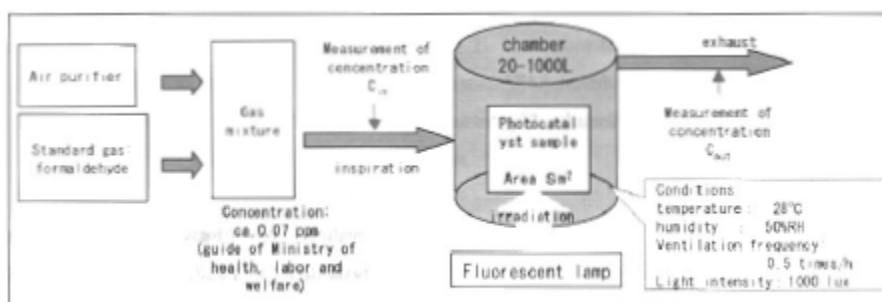 Air purifier
Standard gas:
formaldehyde
Gas
mixture
Concentration:
ca.0.07 ppm
(guide of Ministry of
health, labor and
welfare)
Measurement of
concentration
C in
inspiration
chamber
20-1000L
Photocatal
yst sample
Area Sm²
irradiation
Fluorescent lamp
exhaust
Measurement of
concentration
C out
Conditions
temperature : 28℃
humidity : 50%RH
Ventilation frequency:
0.5 times/h
Light intensity: 1000 lux